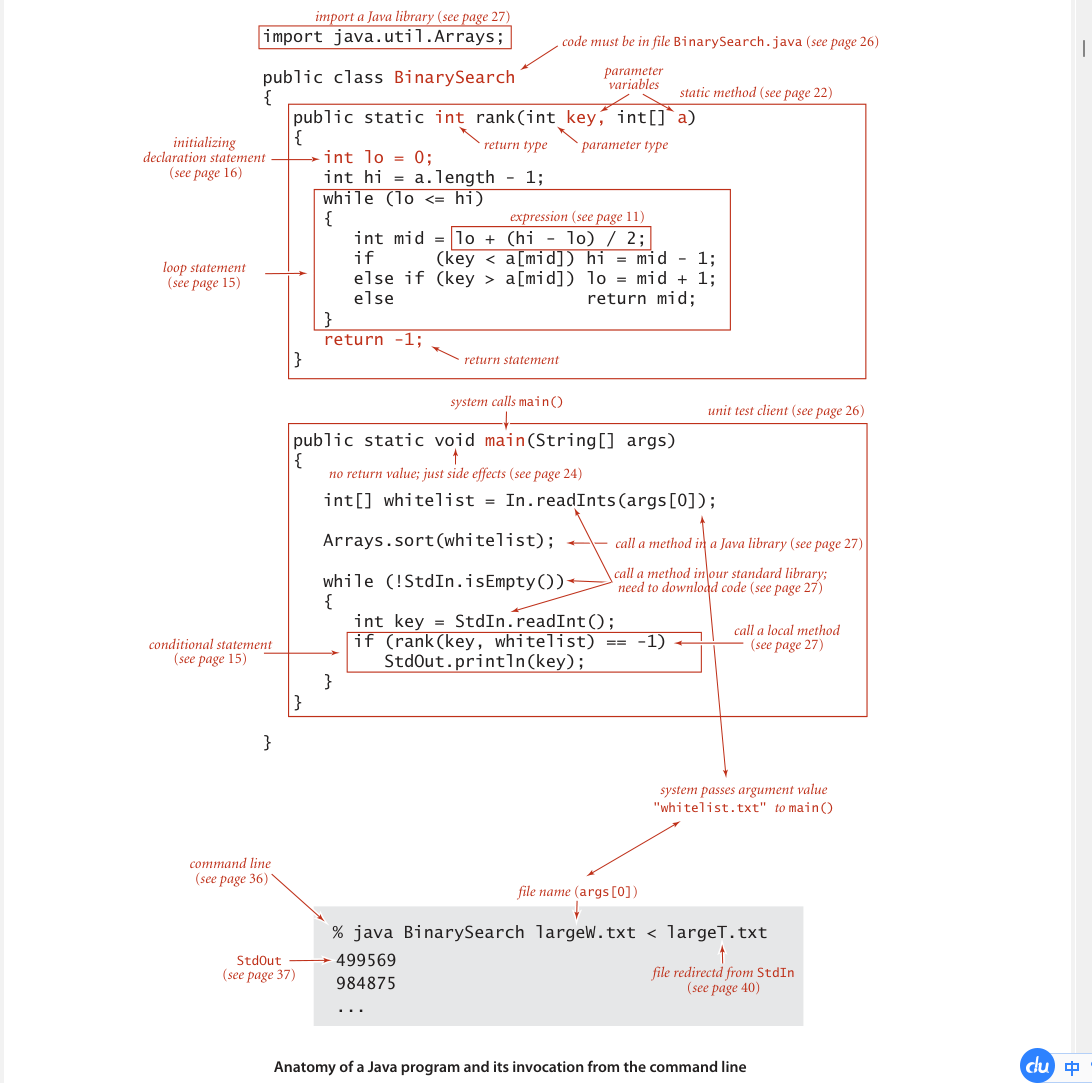 import a Java library (see page 27)
import java.util.Arrays;
code must be in file BinarySearch.java (see page 26)
public class BinarySearch
parameter
variables
{
static method (see page 22)
public static int rank(int key, int[] a)
{
return type
parameter type
initializing
declaration statement
(see page 16)
int lo = 0;
int hi = a.length - 1;
while (lo <= hi)
{
expression (see page 11)
int mid = lo + (hi - lo) / 2;
if (key < a[mid]) hi = mid - 1;
else if (key > a[mid]) lo = mid + 1;
else return mid;
}
loop statement
(see page 15)
return -1;
return statement
}
system calls main()
unit test client (see page 26)
public static void main(String[] args)
{
no return value; just side effects (see page 24)
int[] whitelist = In.readInts(args[0]);
Arrays.sort(whitelist);
call a method in a Java library (see page 27)
while (!StdIn.isEmpty())
call a method in our standard library;
need to download code (see page 27)
{
int key = StdIn.readInt();
if (rank(key, whitelist) == -1)
StdOut.println(key);
call a local method
(see page 27)
conditional statement
(see page 15)
}
}
}
system passes argument value
"whitelist.txt" to main()
command line
(see page 36)
file name (args[0])
% java BinarySearch largeW.txt < largeT.txt
StdOut
(see page 37)
499569
984875
...
file redirectd from StdIn
(see page 40)
Anatomy of a Java program and its invocation from the command line
du 中